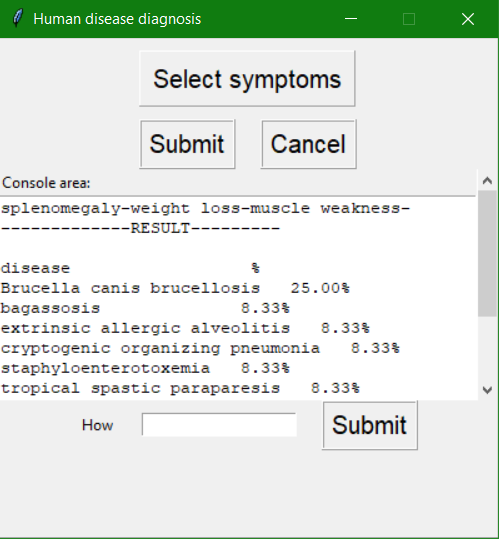 Human disease diagnosis
Select symptoms
Submit Cancel
Console area:
splenomegaly-weight loss-muscle weakness-
-------------RESULT---------
disease %
Brucella canis brucellosis 25.00%
bagassosis 8.33%
extrinsic allergic alveolitis 8.33%
cryptogenic organizing pneumonia 8.33%
staphyloenterotoxemia 8.33%
tropical spastic paraparesis 8.33%
How Submit